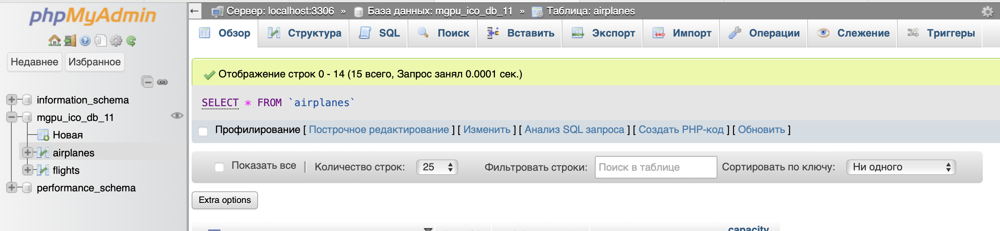 phpMyAdmin
Недавнее Избранное
information_schema
mgpu_ico_db_11
Новая
airplanes
flights
performance_schema
Сервер: localhost:3306 » База данных: mgpu_ico_db_11 » Таблица: airplanes
Обзор Структура SQL Поиск Вставить Экспорт Импорт Операции Слежение Триггеры
Отображение строк 0 - 14 (15 всего, Запрос занял 0.0001 сек.)
SELECT * FROM `airplanes`
Профилирование [ Построчное редактирование ] [ Изменить ] [ Анализ SQL запроса ] [ Создать PHP-код ] [ Обновить ]
Показать все | Количество строк: 25 Фильтровать строки: Поиск в таблице Сортировать по ключу: Ни одного
Extra options
capacity